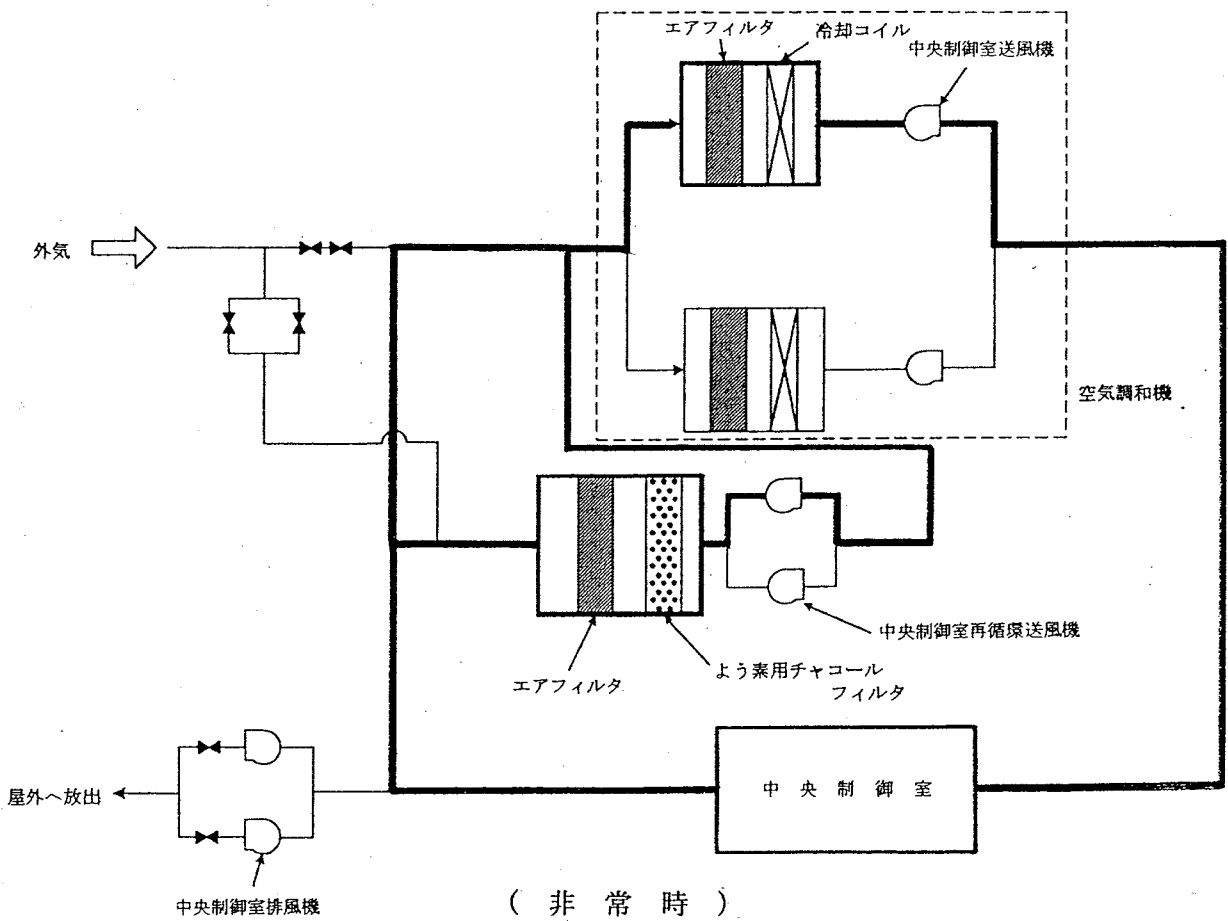 エアフィルタ
冷却コイル
中央制御室送風機
外気
空気調和機
中央制御室再循環送風機
エアフィルタ
よう素用チャコール
フィルタ
屋外へ放出
中央制御室
中央制御室排風機
(非常時)